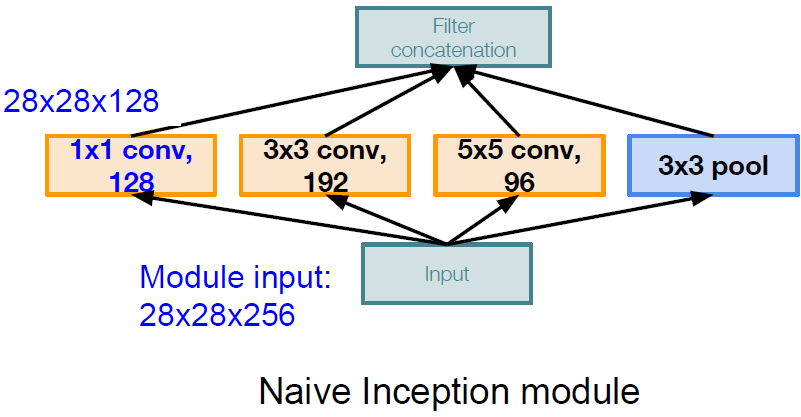 Filter
concatenation
28x28x128
1x1 conv,
128
3x3 conv,
192
5x5 conv,
96
3x3 pool
Module input:
28x28x256
Input
Naive Inception module